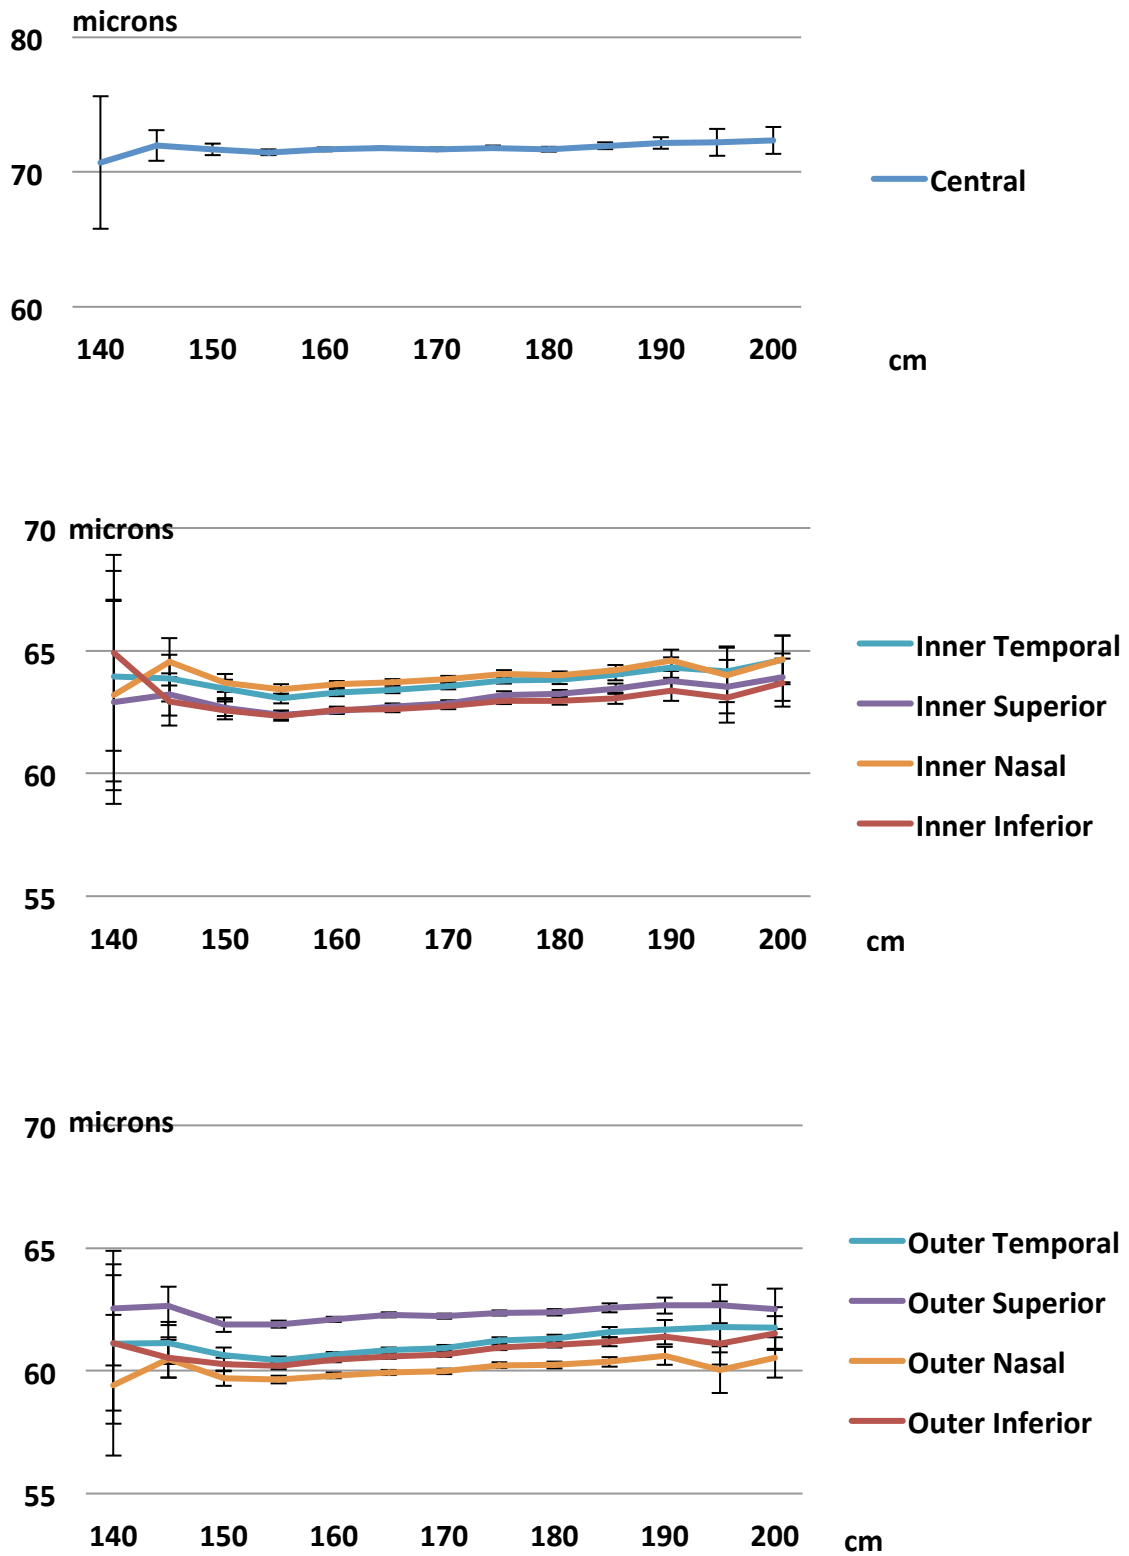 microns
80
70
Central
60
140 150 160 170 180 190 200
cm
70 microns
65
Inner Temporal
Inner Superior
60
Inner Nasal
Inner Inferior
55
140 150 160 170 180 190 200
cm
70 microns
65
Outer Temporal
Outer Superior
60
Outer Nasal
Outer Inferior
55
140 150 160 170 180 190 200
cm